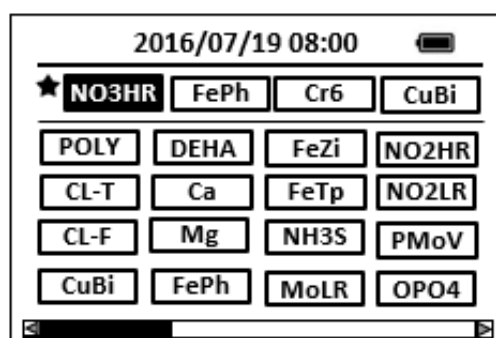 2016/07/19 08:00
NO3HR FePh Cr6 CuBi
POLY DEHA FeZi NO2HR
CL-T Ca FeTp NO2LR
CL-F Mg NH3S PMoV
CuBi FePh MoLR OPO4